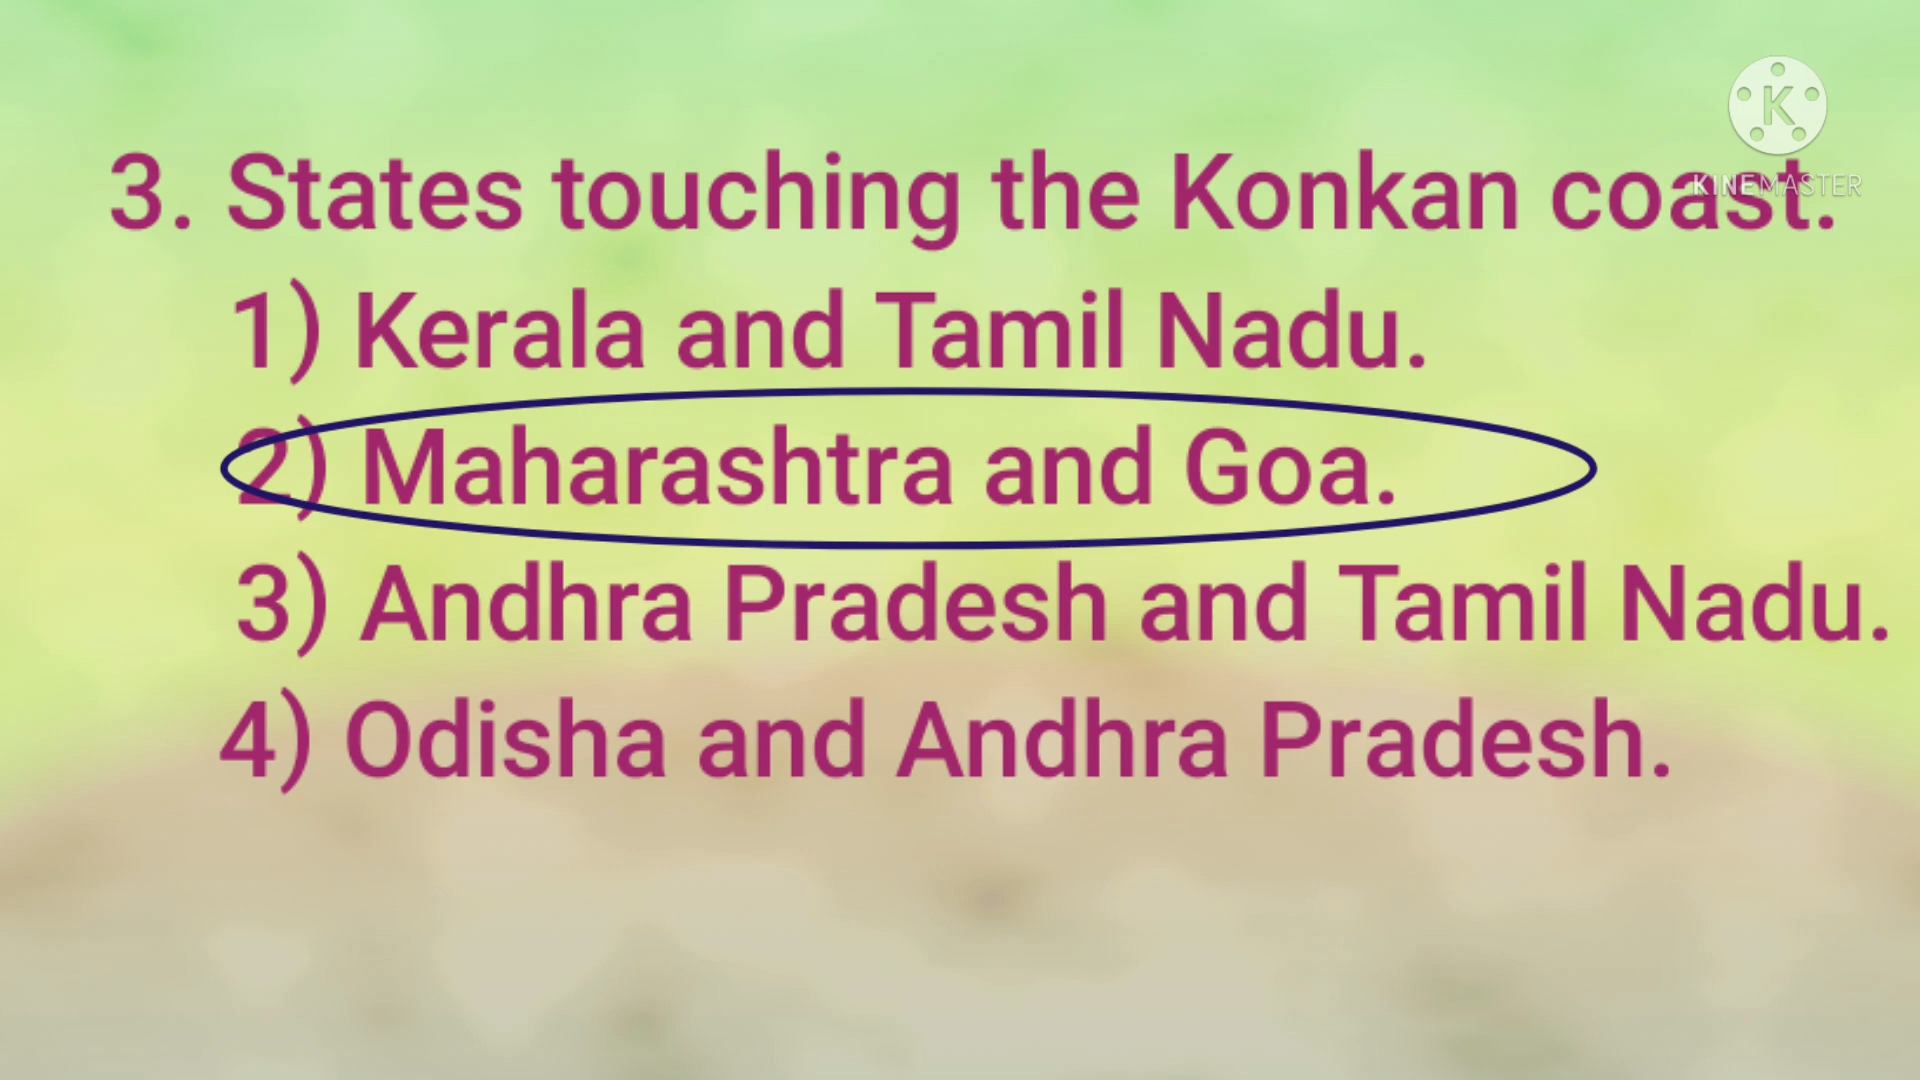 K
KINEMASTER
3. States touching the Konkan coast.
1) Kerala and Tamil Nadu.
2) Maharashtra and Goa.
3) Andhra Pradesh and Tamil Nadu.
4) Odisha and Andhra Pradesh.